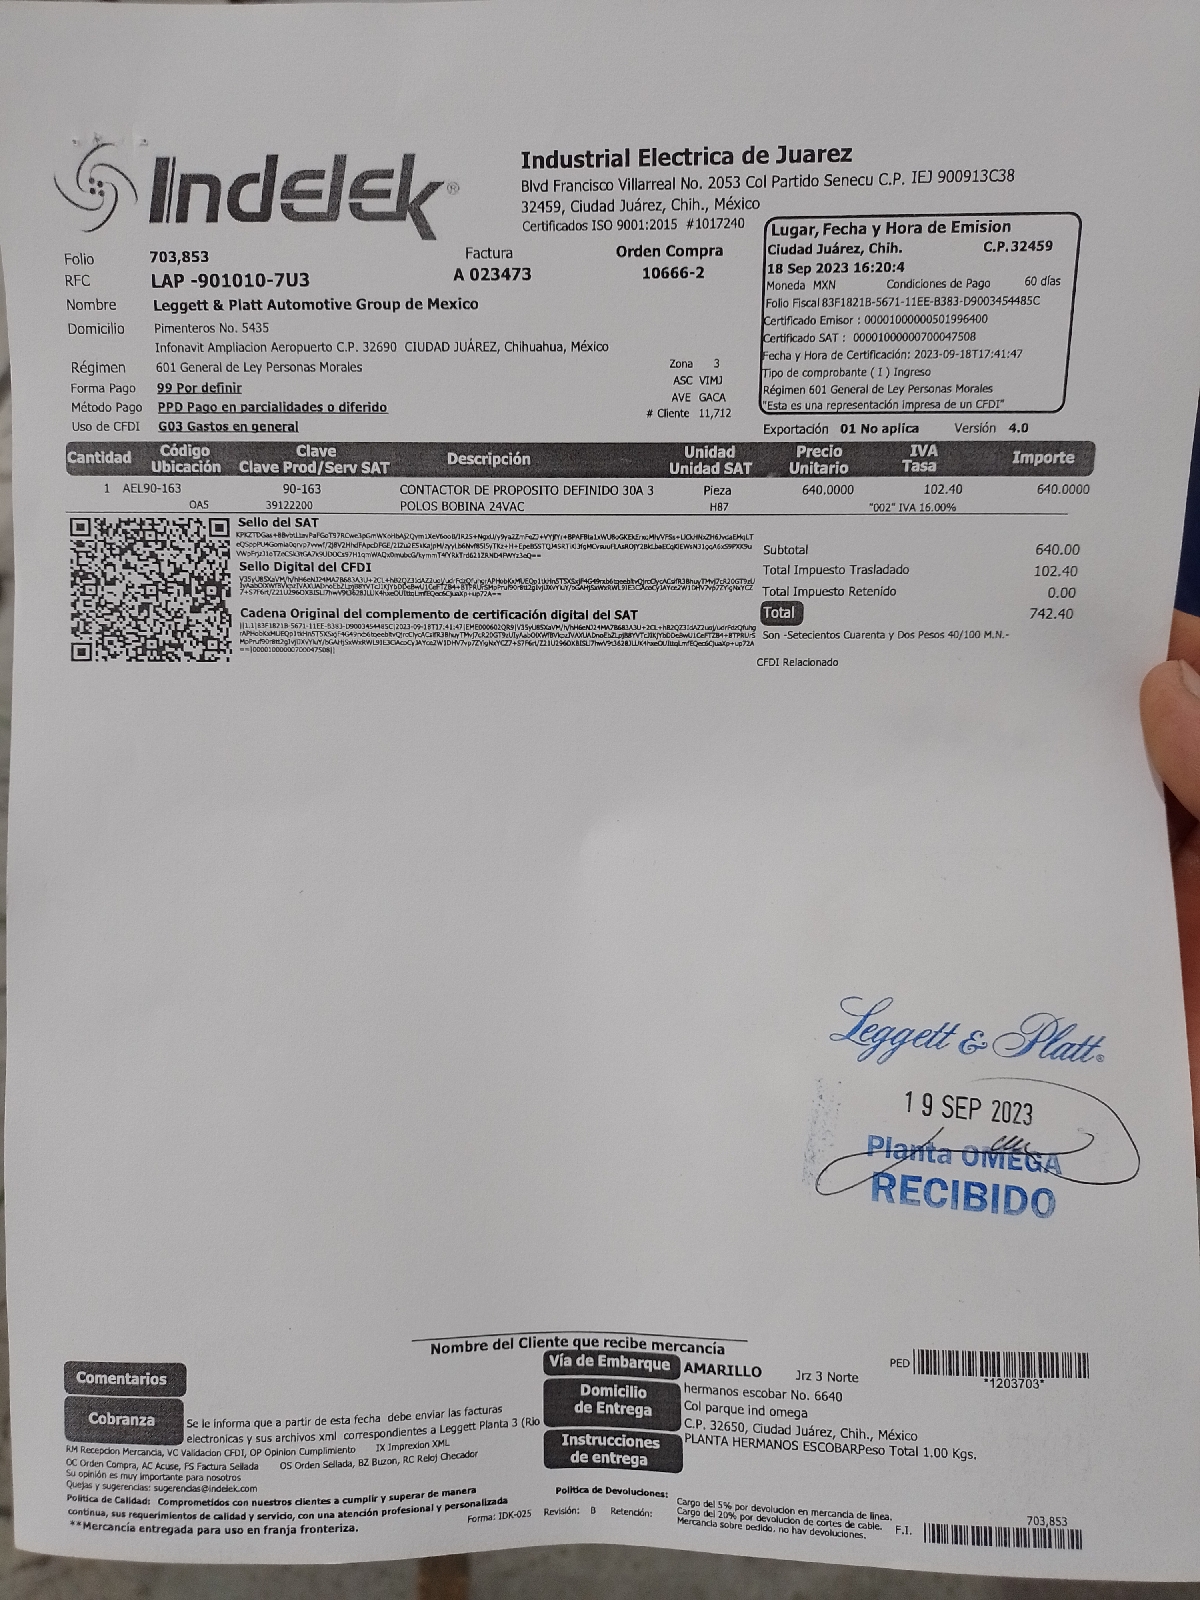 Indelek®
Industrial Electrica de Juarez
Blvd Francisco Villarreal No. 2053 Col Partido Senecu C.P. IEJ 900913C38
32459, Ciudad Juárez, Chih., México
Certificados ISO 9001:2015 #1017240
Folio 703,853
Factura
A 023473
Orden Compra
10666-2
RFC LAP -901010-7U3
Nombre Leggett & Platt Automotive Group de Mexico
Domicilio Pimenteros No. 5435
Infonavit Ampliacion Aeropuerto C.P. 32690 CIUDAD JUÁREZ, Chihuahua, México
Régimen 601 General de Ley Personas Morales
Forma Pago 99 Por definir
Método Pago PPD Pago en parcialidades o diferido
Uso de CFDI G03 Gastos en general
Zona 3
ASC VIMJ
AVE GACA
# Cliente 11,712
Lugar, Fecha y Hora de Emision
Ciudad Juárez, Chih. C.P. 32459
18 Sep 2023 16:20:4
Moneda MXN Condiciones de Pago 60 días
Folio Fiscal 83F1821B-5671-11EE-B383-D9003454485C
Certificado Emisor : 00001000000501996400
Certificado SAT : 00001000000700047508
Fecha y Hora de Certificación: 2023-09-18T17:41:47
Tipo de comprobante ( I ) Ingreso
Régimen 601 General de Ley Personas Morales
"Esta es una representación impresa de un CFDI"
Exportación 01 No aplica Versión 4.0
Cantidad Código Ubicación Clave Clave Prod/Serv SAT Descripción Unidad Unidad SAT Precio Unitario IVA Tasa Importe
1 AEL90-163 90-163 CONTACTOR DE PROPOSITO DEFINIDO 30A 3 Pieza 640.0000 102.40 640.0000
OAS 39122200 POLOS BOBINA 24VAC H87 "002" IVA 16.00%
Sello del SAT
Sello Digital del CFDI
Cadena Original del complemento de certificación digital del SAT
Subtotal 640.00
Total Impuesto Trasladado 102.40
Total Impuesto Retenido 0.00
Total 742.40
Son -Setecientos Cuarenta y Dos Pesos 40/100 M.N.-
CFDI Relacionado
Leggett & Platt®
19 SEP 2023
Planta OMEGA
RECIBIDO
Nombre del Cliente que recibe mercancía
Comentarios
Cobranza
Se le informa que a partir de esta fecha debe enviar las facturas
electronicas y sus archivos xml correspondientes a Leggett Planta 3 (Rio
Vía de Embarque AMARILLO Jrz 3 Norte
Domicilio de Entrega
hermanos escobar No. 6640
Col parque ind omega
C.P. 32650, Ciudad Juárez, Chih., México
Instrucciones de entrega
PLANTA HERMANOS ESCOBARPeso Total 1.00 Kgs.
PED
*1203703*
RM Recepcion Mercancia, VC Validacion CFDI, OP Opinion Cumplimiento IX Imprexion XML
OC Orden Compra, AC Acuse, FS Factura Sellada OS Orden Sellada, BZ Buzon, RC Reloj Checador
Su opinión es muy importante para nosotros
Quejas y sugerencias: sugerencias@indelek.com
Politica de Calidad: Comprometidos con nuestros clientes a cumplir y superar de manera
continua, sus requerimientos de calidad y servicio, con una atención profesional y personalizada
**Mercancia entregada para uso en franja fronteriza.
Forma: IDK-025 Revisión: B Retención:
Politica de Devoluciones:
Cargo del 5% por devolucion en mercancia de linea.
Cargo del 20% por devolucion de cortes de cable.
Mercancia sobre pedido, no hay devoluciones.
F.I.
703,853